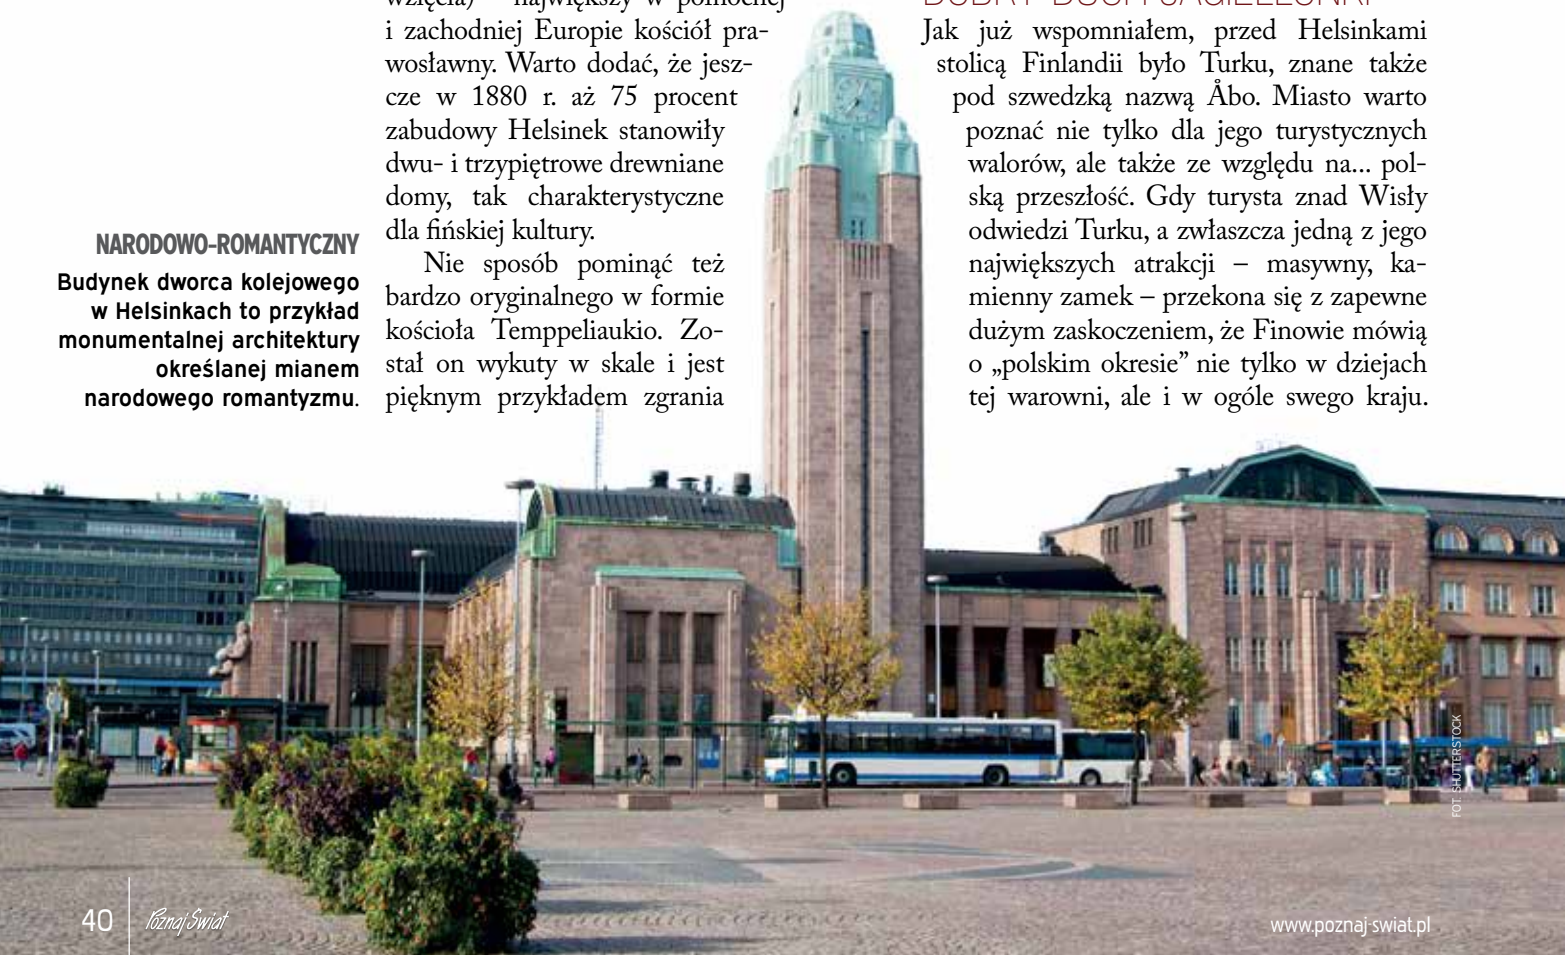 NARODOWO-ROMANTYCZNY
Budynek dworca kolejowego
w Helsinkach to przykład
monumentalnej architektury
określanej mianem
narodowego romantyzmu.
wzięcia) – największy w północnej
i zachodniej Europie kościół pra-
wosławny. Warto dodać, że jesz-
cze w 1880 r. aż 75 procent
zabudowy Helsinek stanowiły
dwu- i trzypiętrowe drewniane
domy, tak charakterystyczne
dla fińskiej kultury.
Nie sposób pominąć też
bardzo oryginalnego w formie
kościoła Temppeliaukio. Zo-
stał on wykuty w skale i jest
pięknym przykładem zgrania
DOBRY DUCH JAGIELLONKI
Jak już wspomniałem, przed Helsinkami
stolicą Finlandii było Turku, znane także
pod szwedzką nazwą Åbo. Miasto warto
poznać nie tylko dla jego turystycznych
walorów, ale także ze względu na... pol-
ską przeszłość. Gdy turysta znad Wisły
odwiedzi Turku, a zwłaszcza jedną z jego
największych atrakcji – masywny, ka-
mienny zamek – przekona się z zapewne
dużym zaskoczeniem, że Finowie mówią
o „polskim okresie” nie tylko w dziejach
tej warowni, ale i w ogóle swego kraju.
FOT. SHUTTERSTOCK
40
Poznaj Świat
www.poznaj-swiat.pl